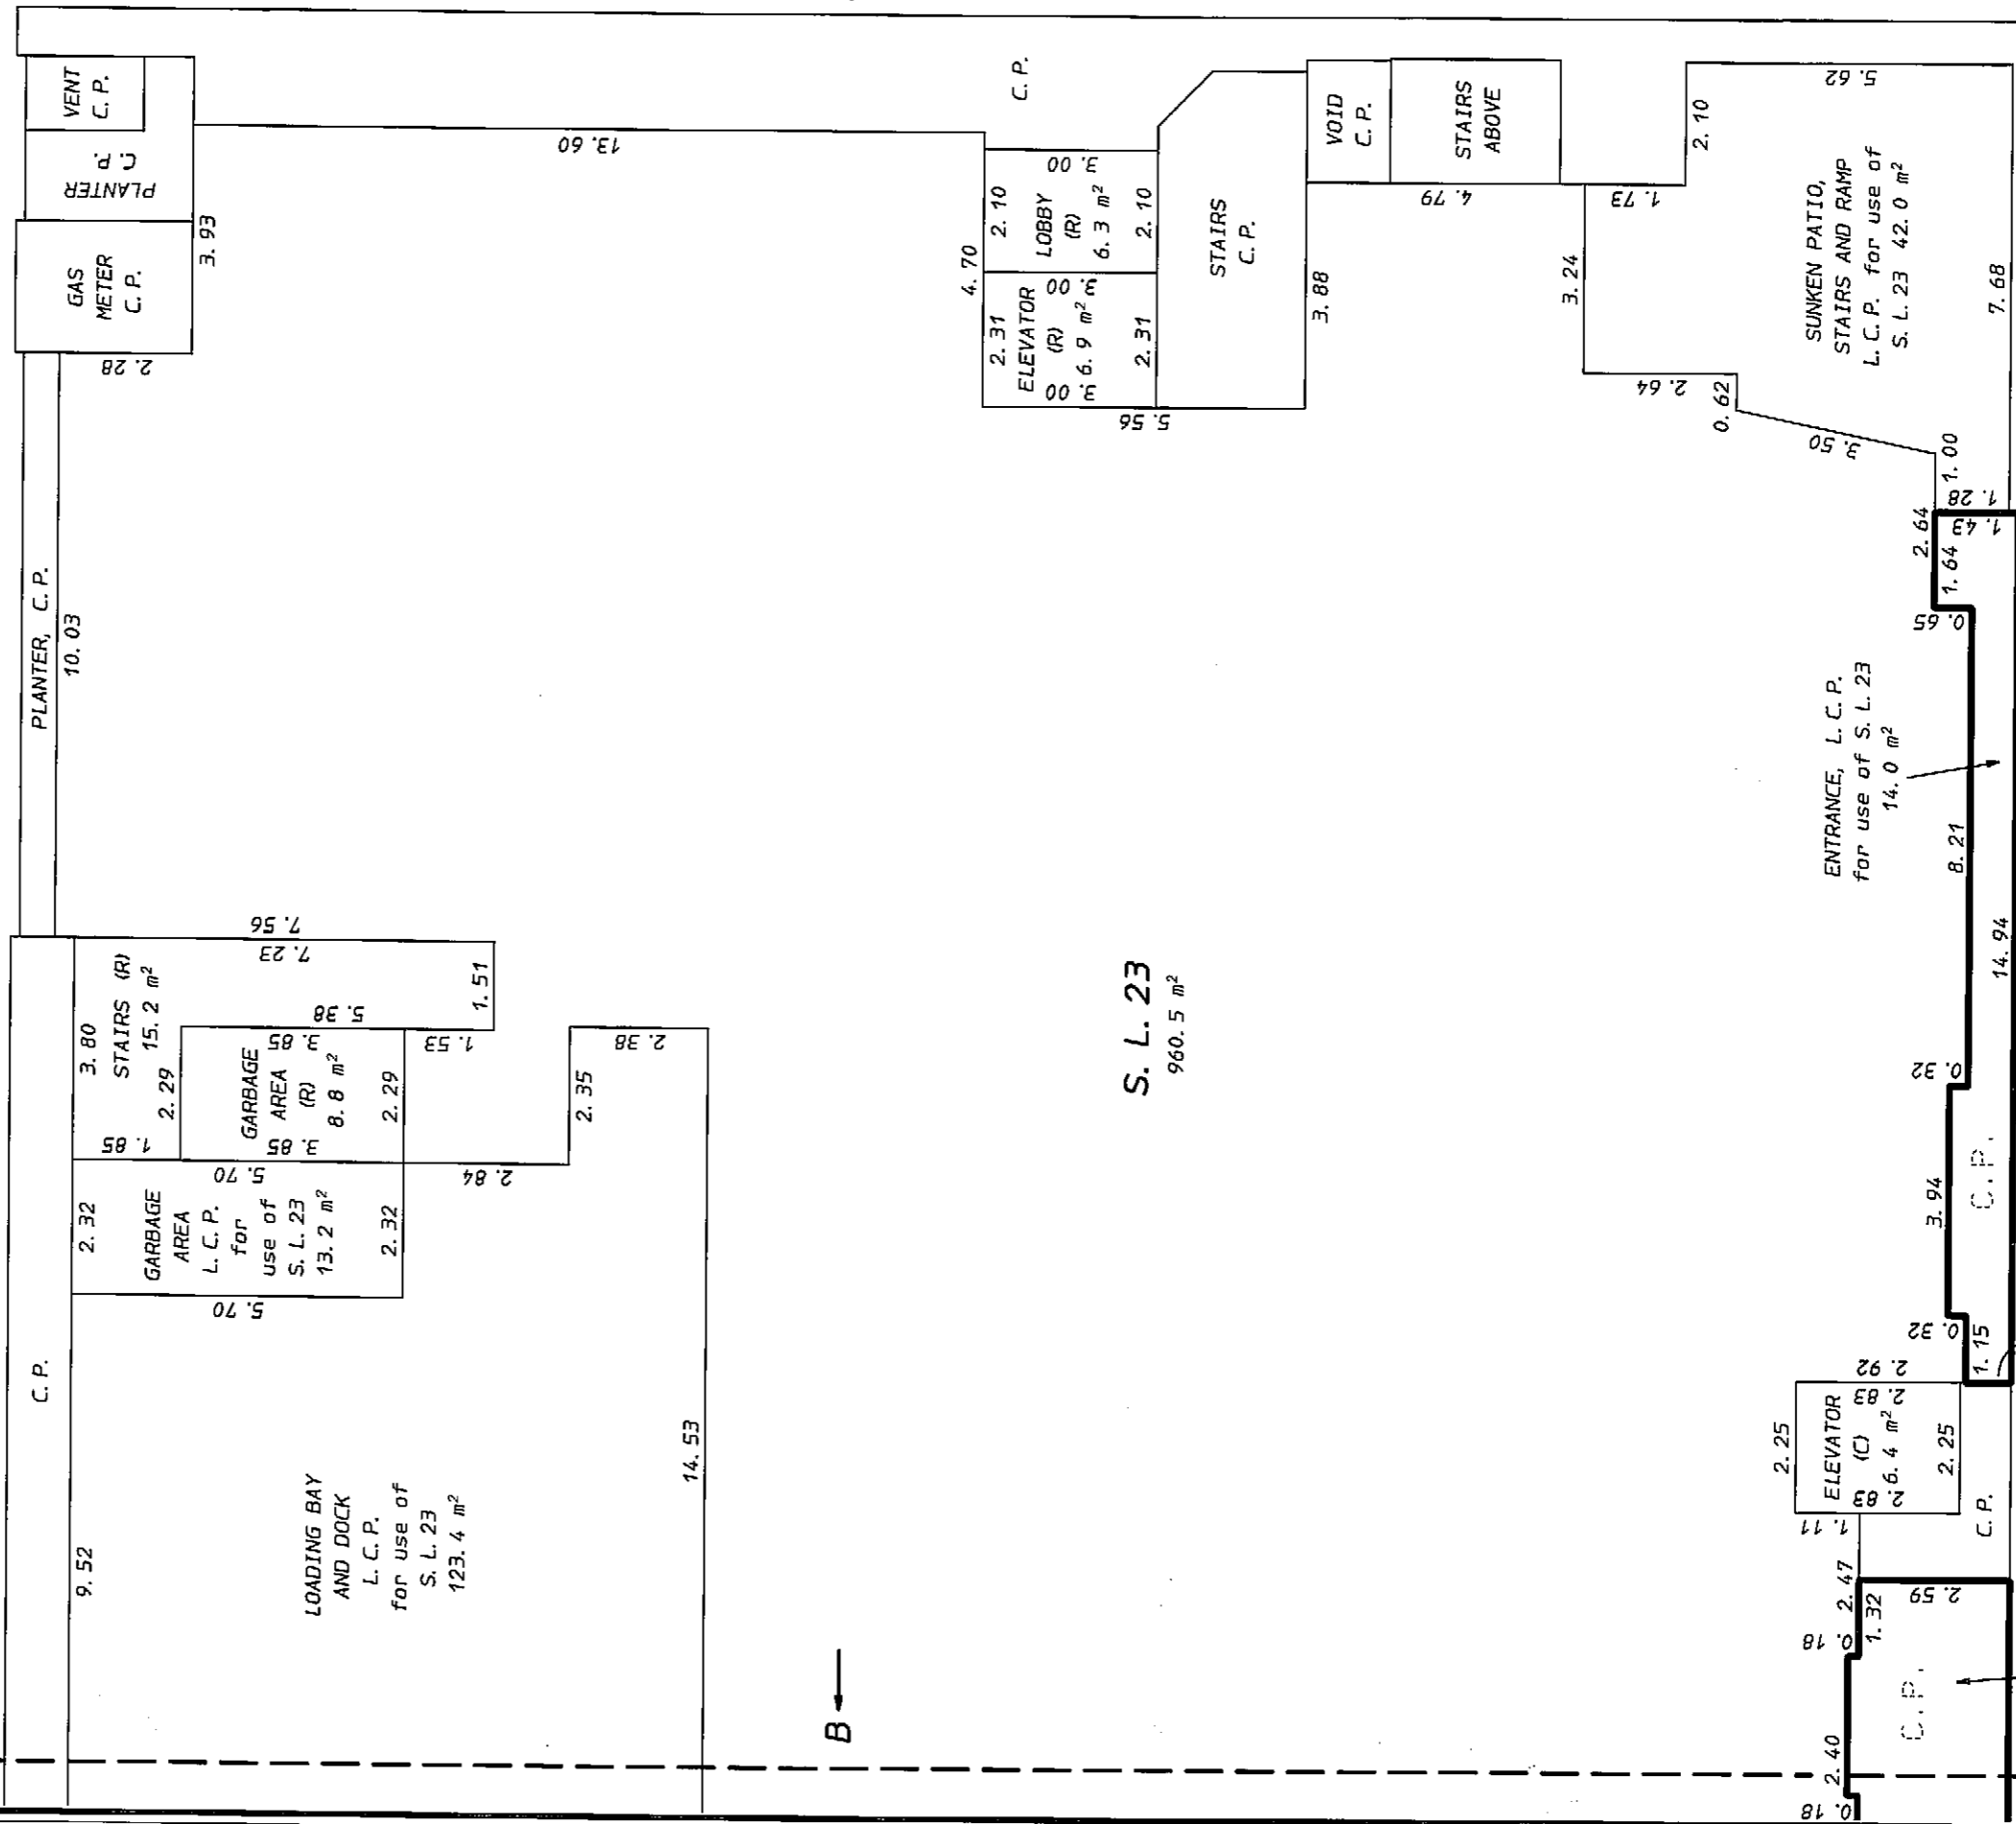 VENT
C. P.
PLANTER
C. P.
GAS
METER
C. P.
3. 93
2. 28
PLANTER, C. P.
10. 03
13. 60
C. P.
4. 70
2. 10
3. 00
LOBBY
(R)
6. 3 m²
2. 10
2. 31
3. 00
ELEVATOR
(R)
6. 9 m²
3. 00
2. 31
5. 56
STAIRS
C. P.
3. 88
VOID
C. P.
STAIRS
ABOVE
4. 79
1. 73
2. 10
5. 62
3. 24
2. 64
0. 62
3. 50
SUNKEN PATIO,
STAIRS AND RAMP
L. C. P. for use of
S. L. 23 42. 0 m²
7. 68
1. 00
1. 28
1. 43
2. 64
1. 64
0. 65
ENTRANCE, L. C. P.
for use of S. L. 23
14. 0 m²
8. 21
14. 94
0. 32
3. 94
C. P.
0. 32
1. 15
7. 56
7. 23
3. 80
STAIRS (R)
15. 2 m²
2. 29
5. 38
1. 51
1. 53
3. 85
GARBAGE
AREA
(R)
8. 8 m²
3. 85
2. 29
1. 85
5. 70
2. 38
2. 35
2. 84
2. 32
GARBAGE
AREA
L. C. P.
for
use of
S. L. 23
13. 2 m²
2. 32
5. 70
C. P.
9. 52
LOADING BAY
AND DOCK
L. C. P.
for use of
S. L. 23
123. 4 m²
14. 53
S. L. 23
960. 5 m²
B
2. 92
2. 83
2. 25
ELEVATOR
(C)
6. 4 m²
2. 83
2. 25
1. 11
C. P.
2. 47
2. 59
1. 32
0. 18
C. P.
2. 40
0. 18